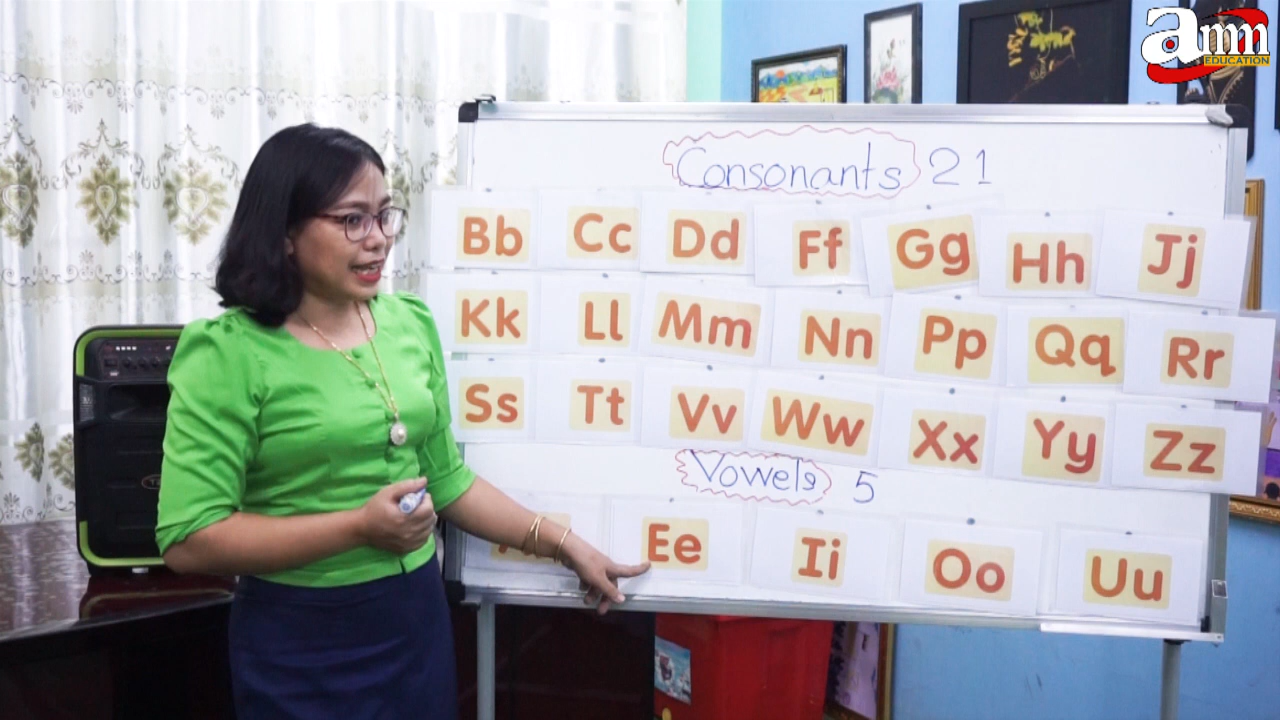 amn
EDUCATION
Consonants 21
Bb Cc Dd Ff Gg Hh Jj
Kk Ll Mm Nn Pp Qq Rr
Ss Tt Vv Ww Xx Yy Zz
Vowels 5
Ee Ii Oo Uu